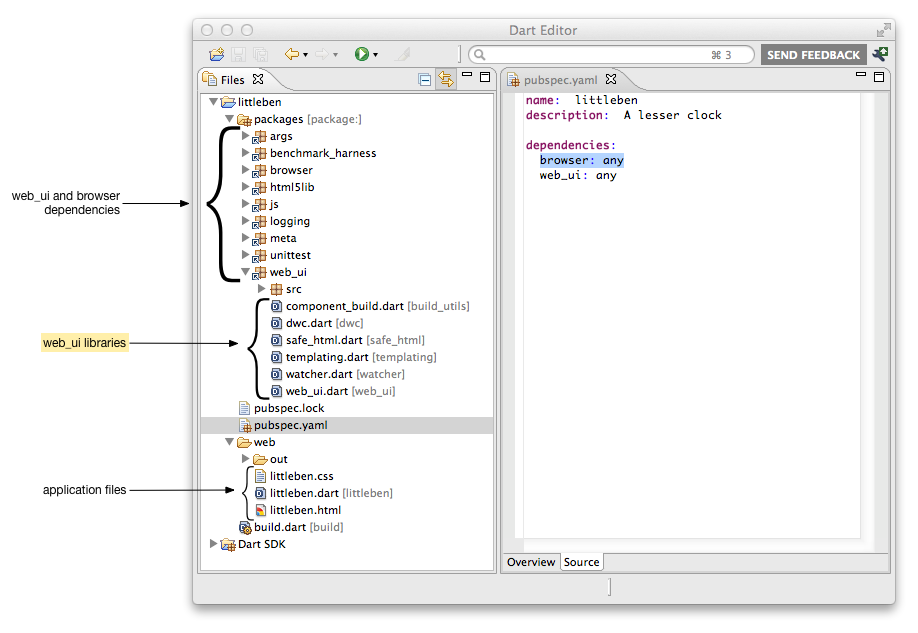 Dart Editor
⌘ 3
SEND FEEDBACK
Files
littleben
packages [package:]
args
benchmark_harness
browser
html5lib
js
logging
meta
unittest
web_ui
src
component_build.dart [build_utils]
dwc.dart [dwc]
safe_html.dart [safe_html]
templating.dart [templating]
watcher.dart [watcher]
web_ui.dart [web_ui]
pubspec.lock
pubspec.yaml
web
out
littleben.css
littleben.dart [littleben]
littleben.html
build.dart [build]
Dart SDK
web_ui and browser
dependencies
web_ui libraries
application files
pubspec.yaml
name: littleben
description: A lesser clock
dependencies:
browser: any
web_ui: any
Overview
Source